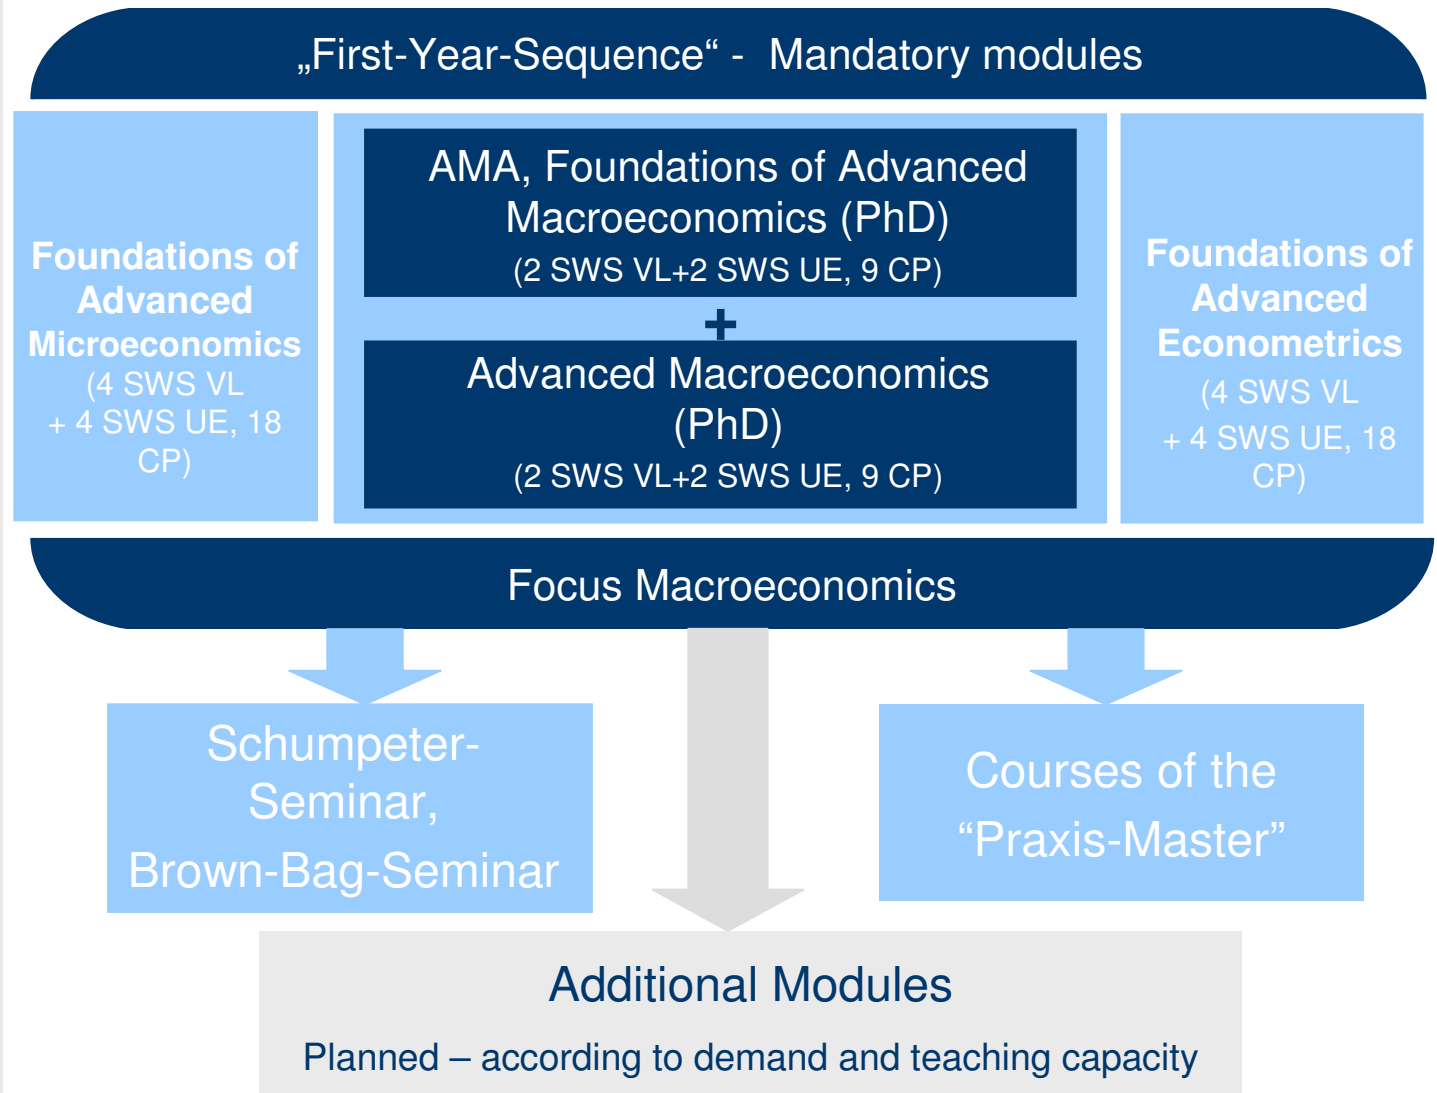 „First-Year-Sequence“ - Mandatory modules
Foundations of
Advanced
Microeconomics
(4 SWS VL
+ 4 SWS UE, 18
CP)
AMA, Foundations of Advanced
Macroeconomics (PhD)
(2 SWS VL+2 SWS UE, 9 CP)
+
Advanced Macroeconomics
(PhD)
(2 SWS VL+2 SWS UE, 9 CP)
Foundations of
Advanced
Econometrics
(4 SWS VL
+ 4 SWS UE, 18
CP)
Focus Macroeconomics
Schumpeter-
Seminar,
Brown-Bag-Seminar
Courses of the
“Praxis-Master”
Additional Modules
Planned – according to demand and teaching capacity